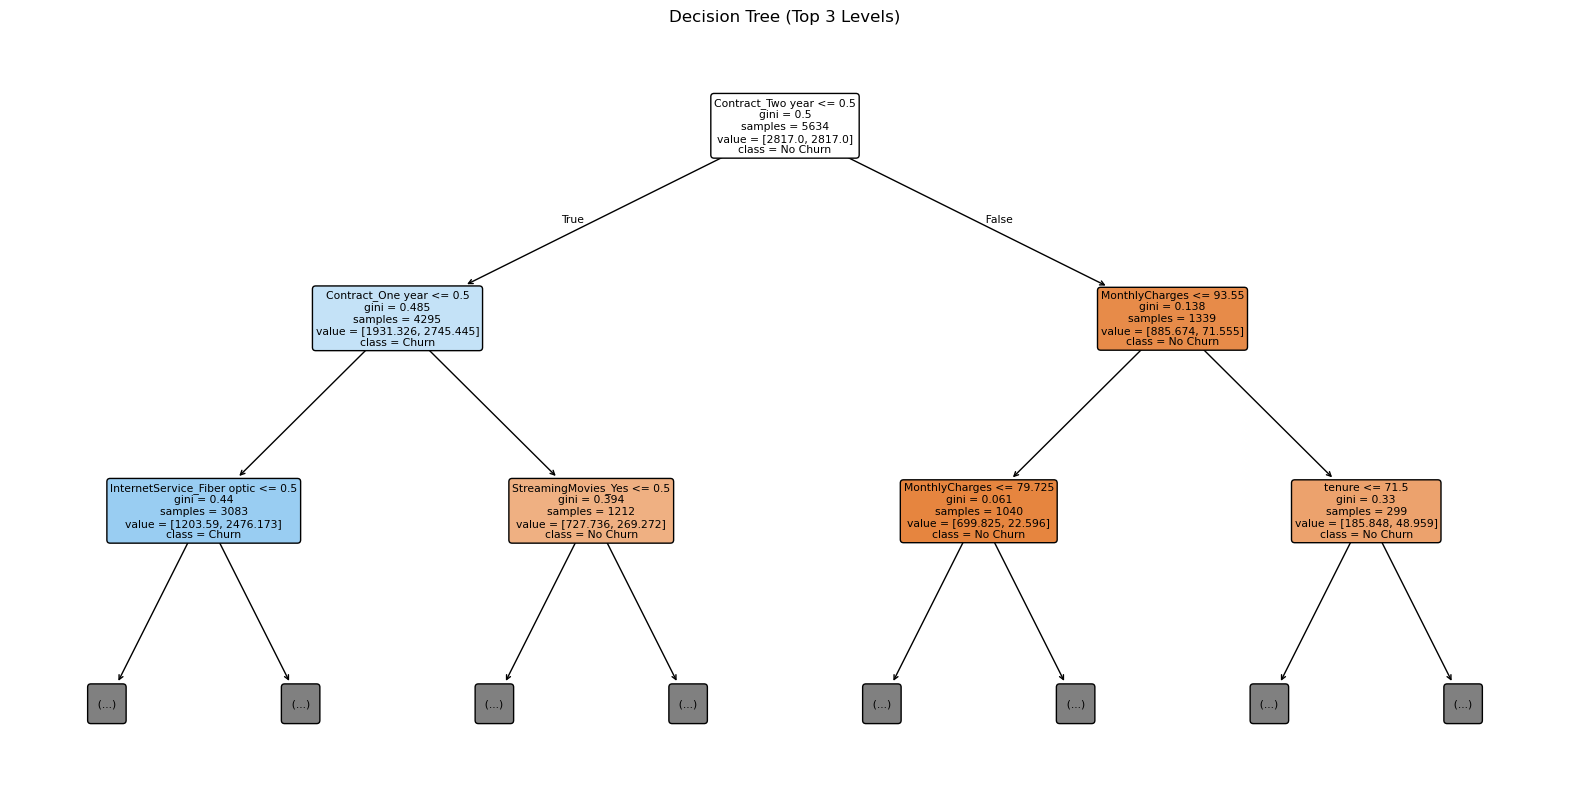 Decision Tree (Top 3 Levels)
Contract_Two year <= 0.5
gini = 0.5
samples = 5634
value = [2817.0, 2817.0]
class = No Churn
True
False
Contract_One year <= 0.5
gini = 0.485
samples = 4295
value = [1931.326, 2745.445]
class = Churn
MonthlyCharges <= 93.55
gini = 0.138
samples = 1339
value = [885.674, 71.555]
class = No Churn
InternetService_Fiber optic <= 0.5
gini = 0.44
samples = 3083
value = [1203.59, 2476.173]
class = Churn
StreamingMovies_Yes <= 0.5
gini = 0.394
samples = 1212
value = [727.736, 269.272]
class = No Churn
MonthlyCharges <= 79.725
gini = 0.061
samples = 1040
value = [699.825, 22.596]
class = No Churn
tenure <= 71.5
gini = 0.33
samples = 299
value = [185.848, 48.959]
class = No Churn
(...)
(...)
(...)
(...)
(...)
(...)
(...)
(...)